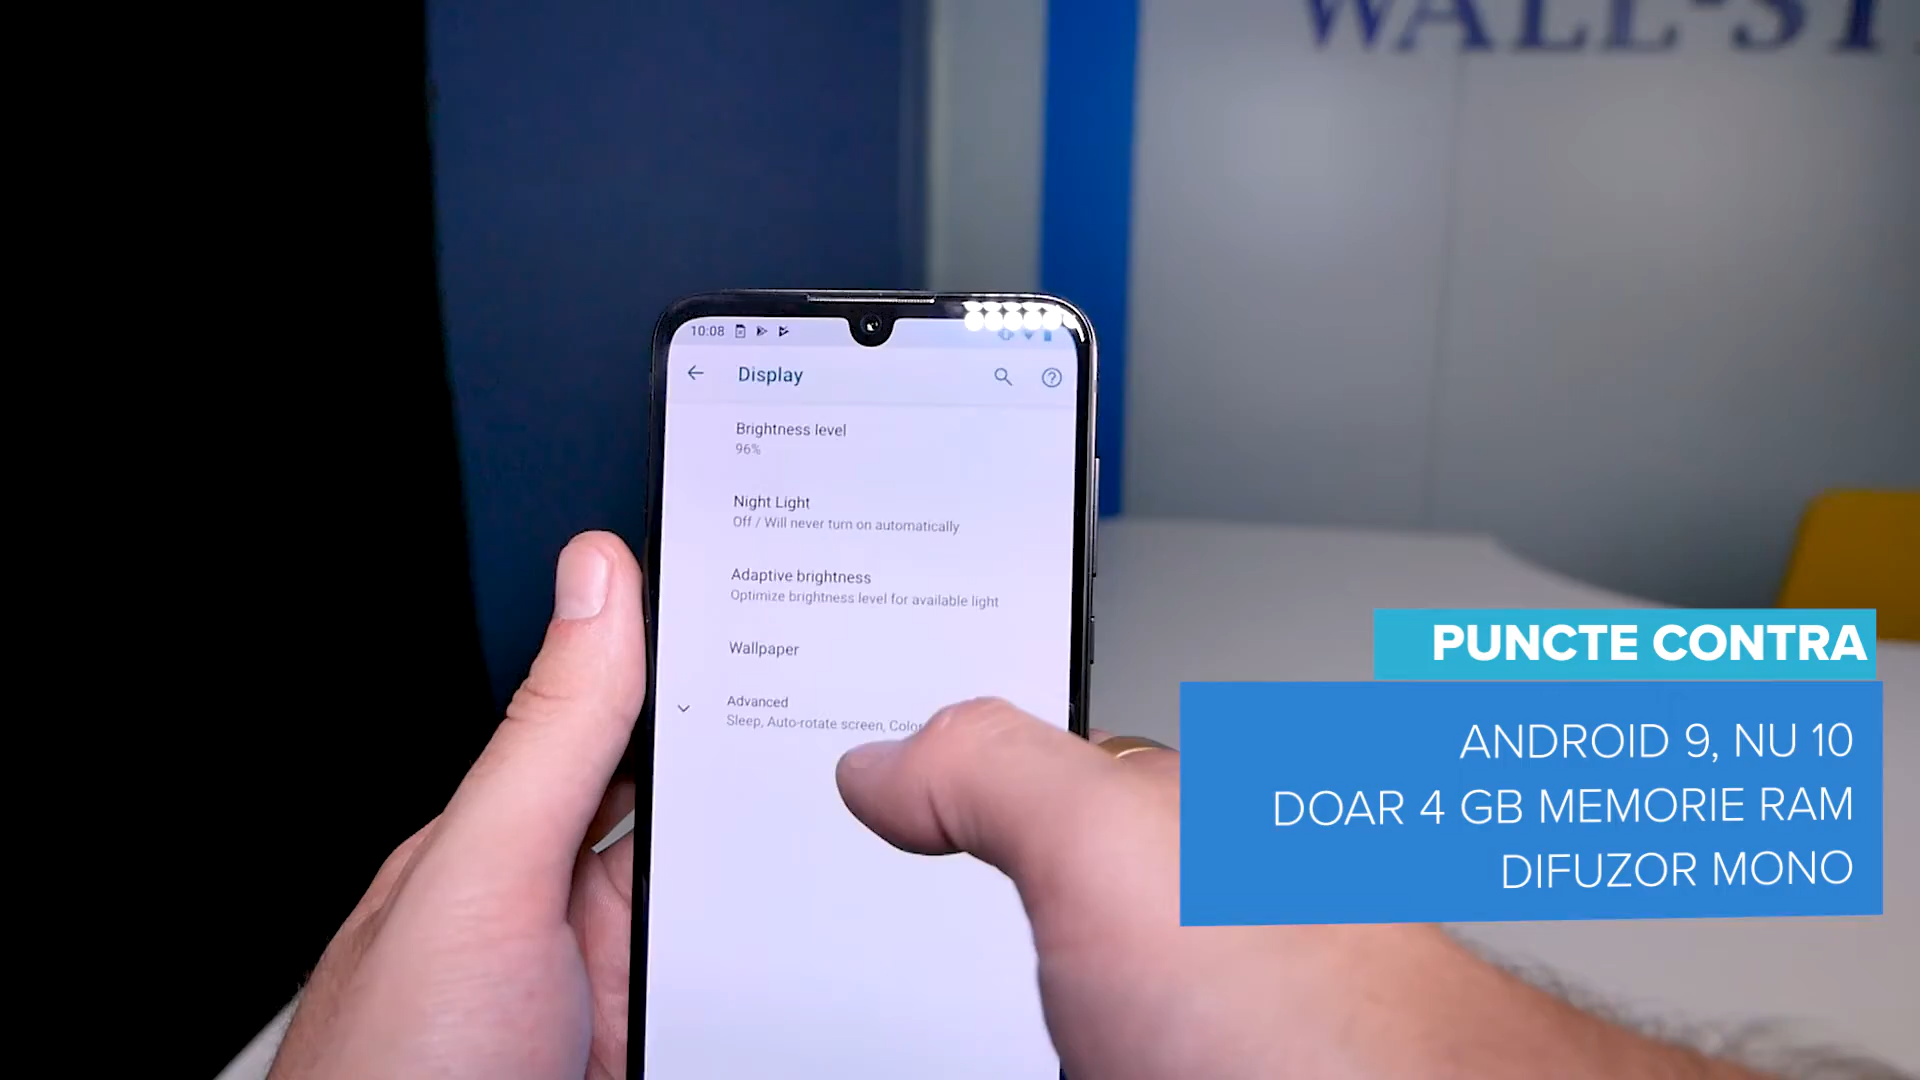 WALL-ST
10:08
Display
Brightness level
96%
Night Light
Off / Will never turn on automatically
Adaptive brightness
Optimize brightness level for available light
Wallpaper
Advanced
Sleep, Auto-rotate screen,
PUNCTE CONTRA
ANDROID 9, NU 10
DOAR 4 GB MEMORIE RAM
DIFUZOR MONO